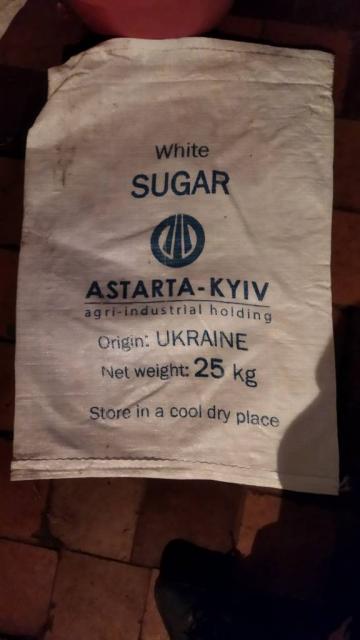 White
SUGAR
ASTARTA-KYIV
agri-industrial holding
Origin: UKRAINE
Net weight: 25 kg
Store in a cool dry place